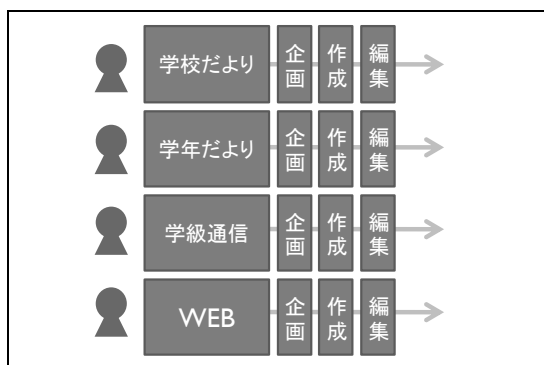 学校だより 企画 作成 編集
学年だより 企画 作成 編集
学級通信 企画 作成 編集
WEB 企画 作成 編集